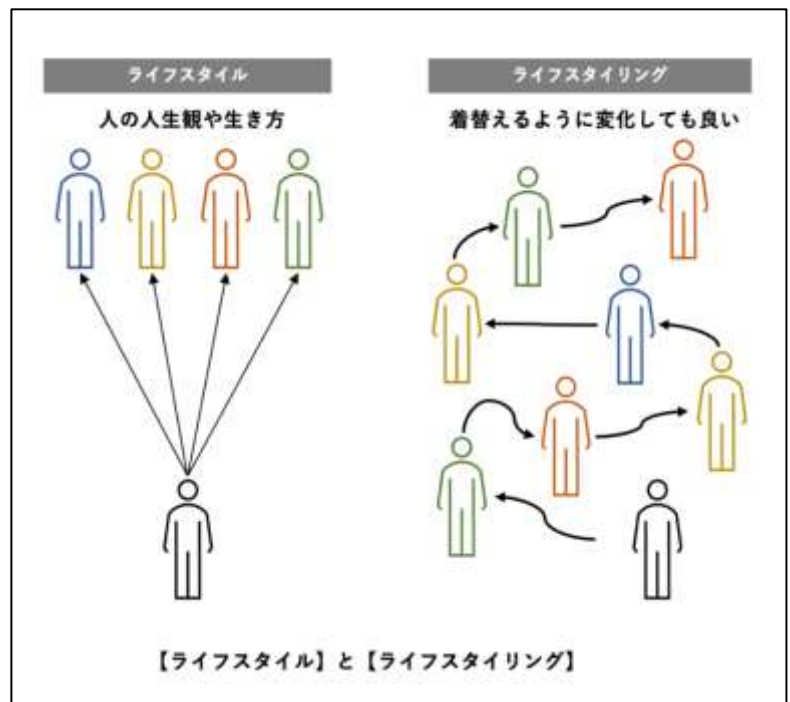 ライフスタイル
人の人生観や生き方
ライフスタイリング
着替えるように変化しても良い
【ライフスタイル】と【ライフスタイリング】